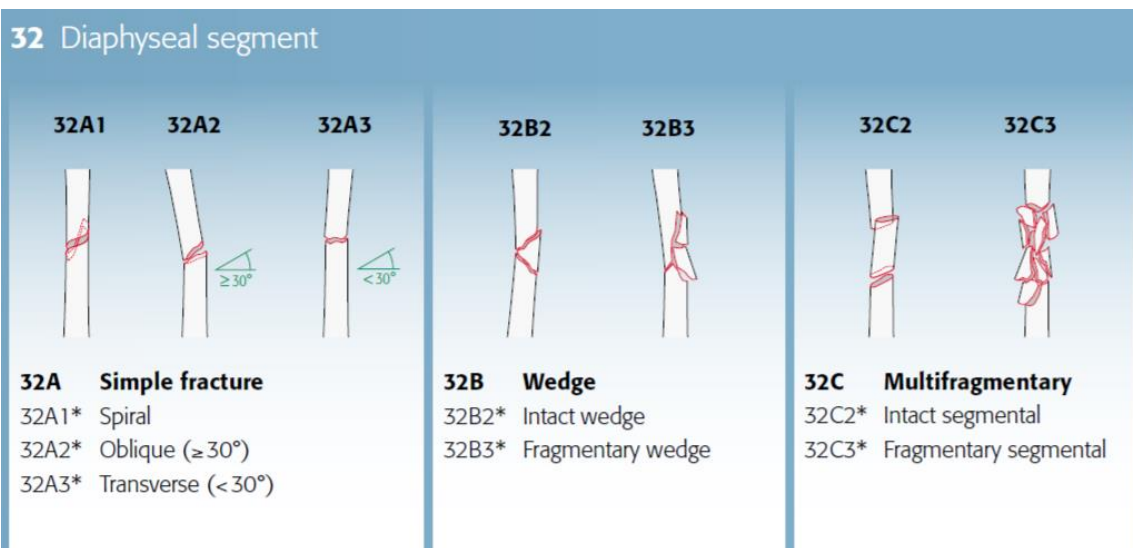 32 Diaphyseal segment
32A1 32A2 32A3
≥30°
<30°
32A Simple fracture
32A1* Spiral
32A2* Oblique (≥30°)
32A3* Transverse (<30°)
32B2 32B3
32B Wedge
32B2* Intact wedge
32B3* Fragmentary wedge
32C2 32C3
32C Multifragmentary
32C2* Intact segmental
32C3* Fragmentary segmental